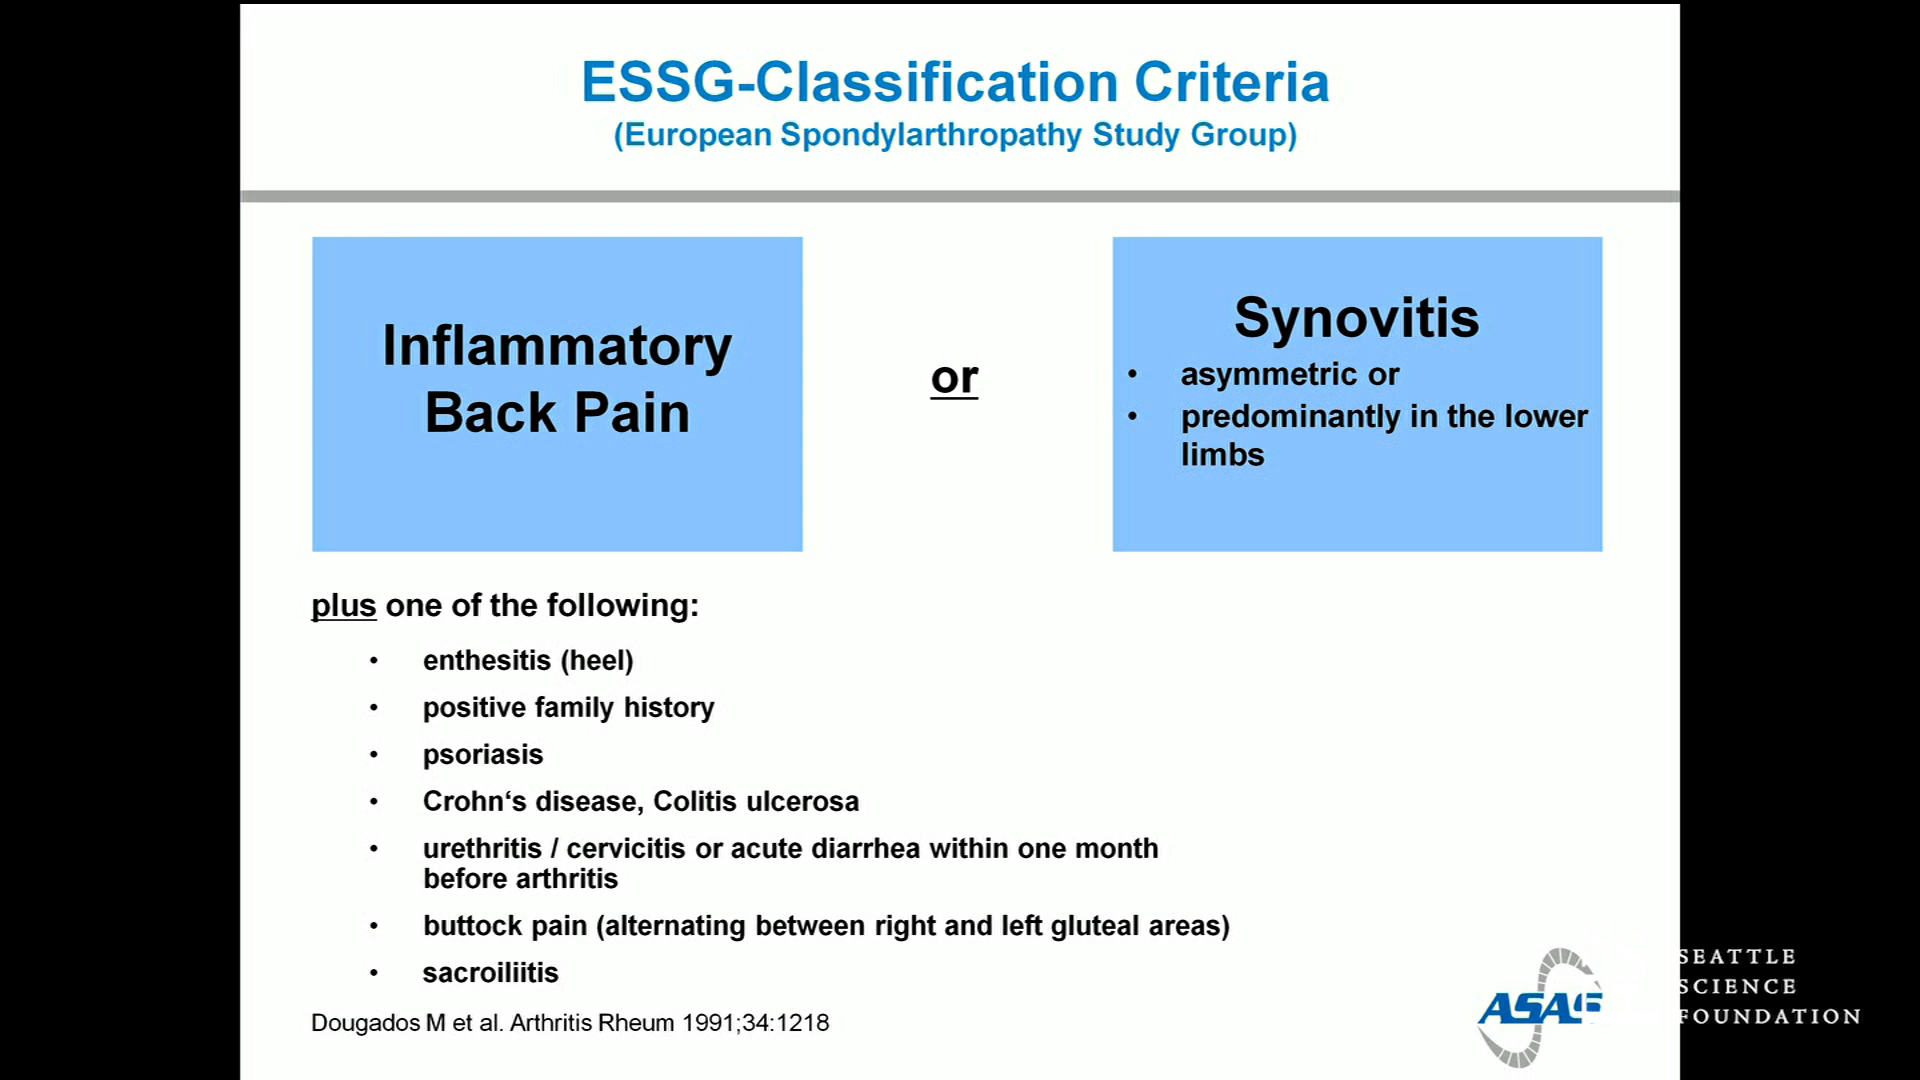 ESSG-Classification Criteria
(European Spondylarthropathy Study Group)
Inflammatory
Back Pain
or
Synovitis
• asymmetric or
• predominantly in the lower
limbs
plus one of the following:
• enthesitis (heel)
• positive family history
• psoriasis
• Crohn‘s disease, Colitis ulcerosa
• urethritis / cervicitis or acute diarrhea within one month
before arthritis
• buttock pain (alternating between right and left gluteal areas)
• sacroiliitis
Dougados M et al. Arthritis Rheum 1991;34:1218
ASAS
SEATTLE
SCIENCE
FOUNDATION